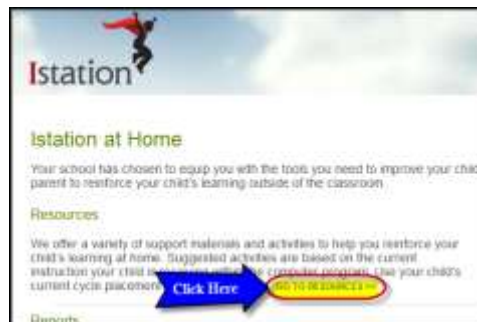 Istation
Istation at Home
Your school has chosen to equip you with the tools you need to improve your chil
parent to reinforce your child's learning outside of the classroom
Resources
We offer a variety of support materials and activities to help you reinforce your
child's learning at home. Suggested activities are based on the current
instruction your child is computer program. Use your child's
current cycle placemen
Click Here
GO TO RESOURCES >>
Reports